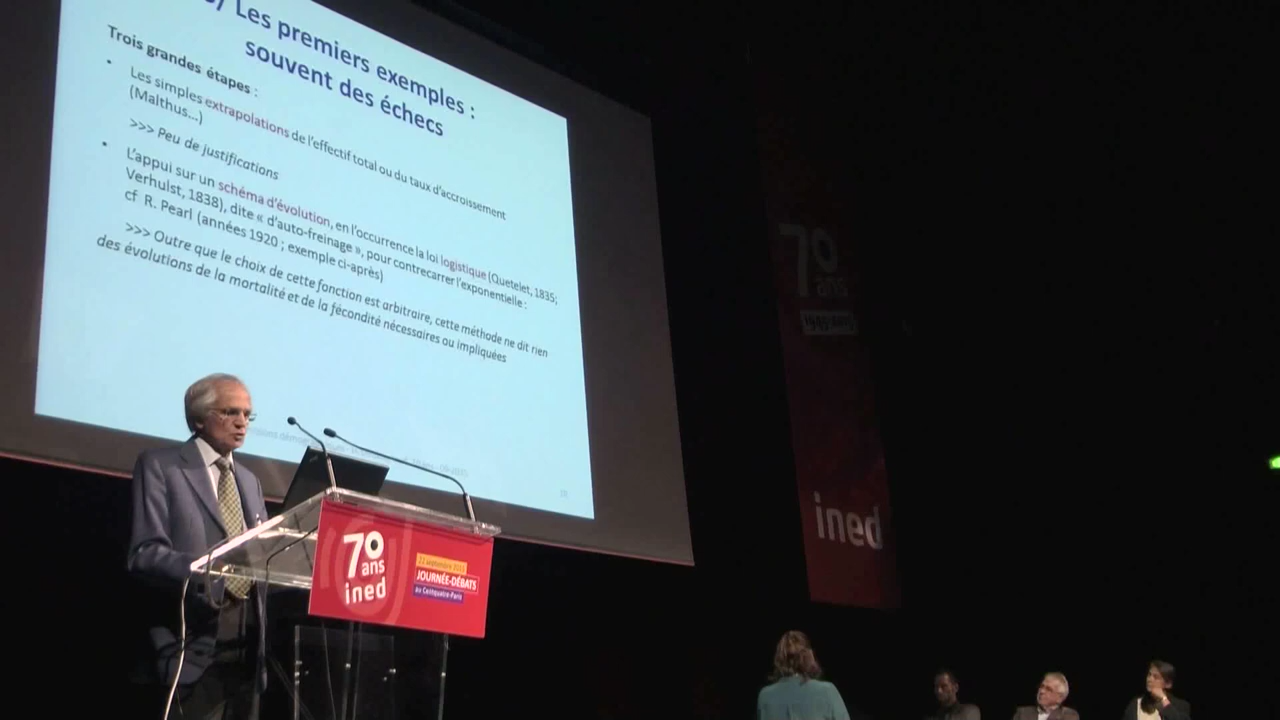 Les premiers exemples :
souvent des échecs
Trois grandes étapes :
• Les simples extrapolations de l'effectif total ou du taux d'accroissement
(Malthus...)
>>> Peu de justifications
• L'appui sur un schéma d'évolution, en l'occurrence la loi logistique (Quetelet, 1835;
Verhulst, 1838), dite « d'auto-freinage », pour contrecarrer l'exponentielle :
cf R. Pearl (années 1920 ; exemple ci-après)
>>> Outre que le choix de cette fonction est arbitraire, cette méthode ne dit rien
des évolutions de la mortalité et de la fécondité nécessaires ou impliquées
70
ans
ined
JOURNÉE-DÉBATS
au Centquatre-Paris
70
ans
ined